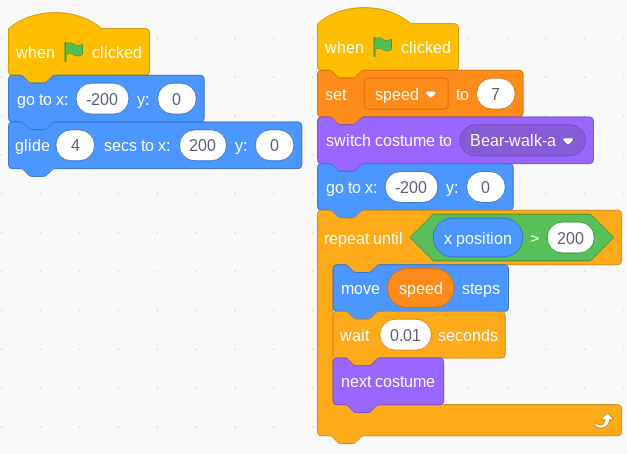 when clicked
go to x: -200 y: 0
glide 4 secs to x: 200 y: 0
when clicked
set speed to 7
switch costume to Bear-walk-a
go to x: -200 y: 0
repeat until x position > 200
move speed steps
wait 0.01 seconds
next costume